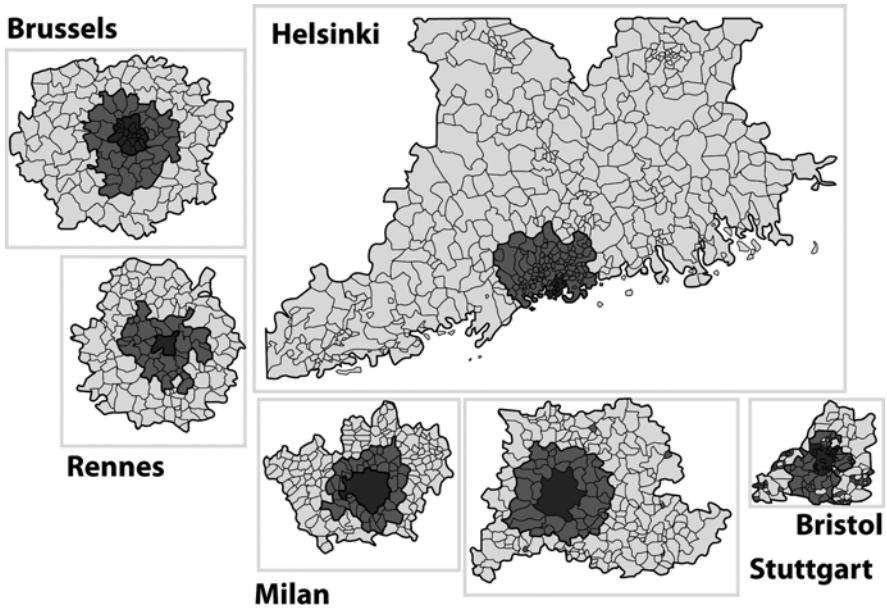 Brussels
Helsinki
Rennes
Milan
Bristol
Stuttgart